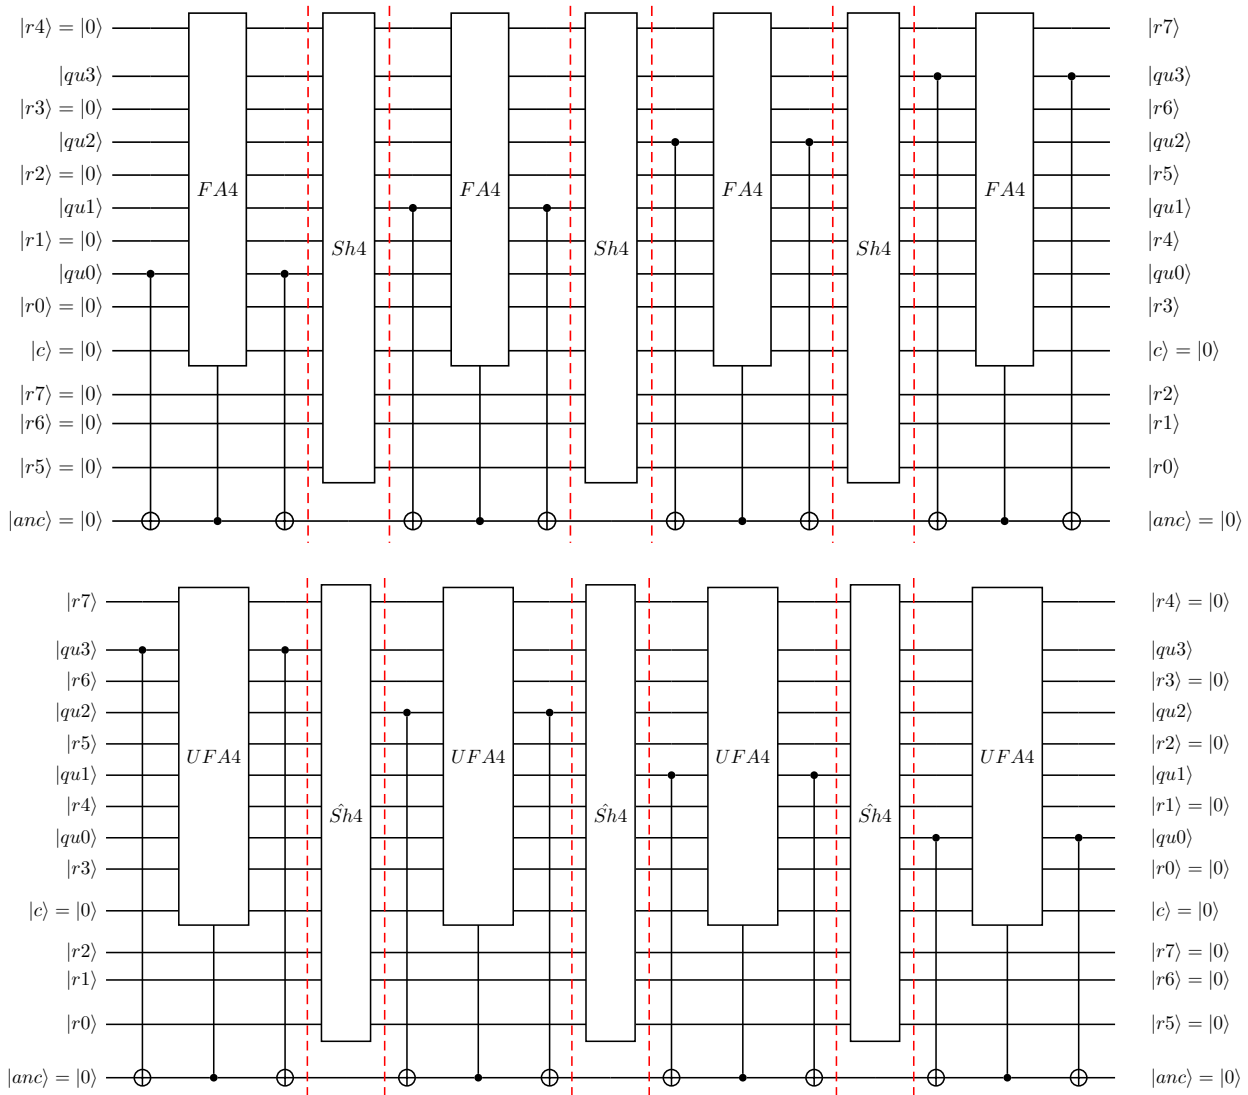 |r4⟩ = |0⟩ |r7⟩
|qu3⟩ |qu3⟩
|r3⟩ = |0⟩ |r6⟩
|qu2⟩ |qu2⟩
|r2⟩ = |0⟩ FA4 FA4 FA4 FA4 |r5⟩
|qu1⟩ |qu1⟩
|r1⟩ = |0⟩ Sh4 Sh4 Sh4 |r4⟩
|qu0⟩ |qu0⟩
|r0⟩ = |0⟩ |r3⟩
|c⟩ = |0⟩ |c⟩ = |0⟩
|r7⟩ = |0⟩ |r2⟩
|r6⟩ = |0⟩ |r1⟩
|r5⟩ = |0⟩ |r0⟩
|anc⟩ = |0⟩ |anc⟩ = |0⟩
|r7⟩ |r4⟩ = |0⟩
|qu3⟩ |qu3⟩
|r6⟩ |r3⟩ = |0⟩
|qu2⟩ |qu2⟩
|r5⟩ UFA4 UFA4 UFA4 UFA4 |r2⟩ = |0⟩
|qu1⟩ |qu1⟩
|r4⟩ Ŝh4 Ŝh4 Ŝh4 |r1⟩ = |0⟩
|qu0⟩ |qu0⟩
|r3⟩ |r0⟩ = |0⟩
|c⟩ = |0⟩ |c⟩ = |0⟩
|r2⟩ |r7⟩ = |0⟩
|r1⟩ |r6⟩ = |0⟩
|r0⟩ |r5⟩ = |0⟩
|anc⟩ = |0⟩ |anc⟩ = |0⟩